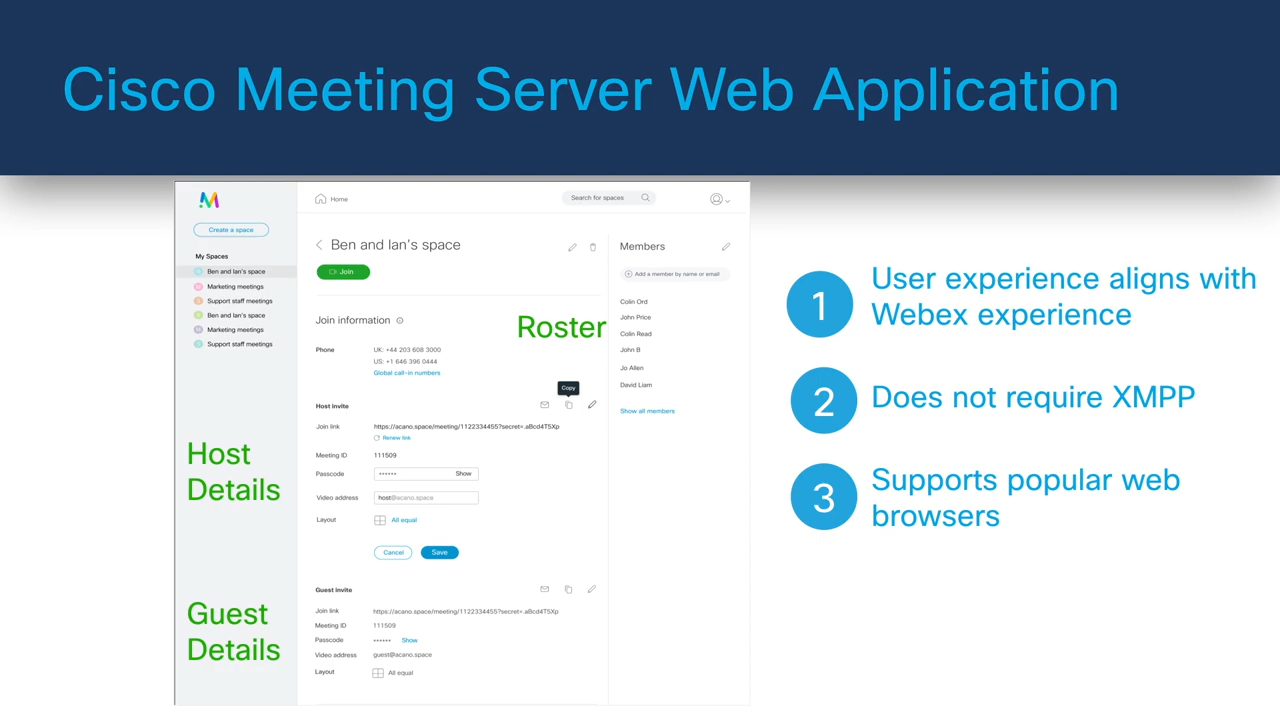 Cisco Meeting Server Web Application
Home
Search for spaces
Create a space
My Spaces
Ben and Ian's space
Marketing meetings
Support staff meetings
Ben and Ian's space
Marketing meetings
Support staff meetings
Host
Details
Guest
Details
Ben and Ian's space
Join
Join information
Roster
Phone
UK: +44 203 608 3000
US: +1 646 396 0444
Global call-in numbers
Copy
Host invite
Join link https://acano.space/meeting/1122334455?secret=.aBcd4T5Xp
Renew link
Meeting ID 111509
Passcode •••••• Show
Video address host@acano.space
Layout All equal
Cancel Save
Guest invite
Join link https://acano.space/meeting/1122334455?secret=.aBcd4T5Xp
Meeting ID 111509
Passcode •••••• Show
Video address guest@acano.space
Layout All equal
Members
Add a member by name or email
Colin Ord
John Price
Colin Read
John B
Jo Allen
David Liam
Show all members
1 User experience aligns with
Webex experience
2 Does not require XMPP
3 Supports popular web
browsers